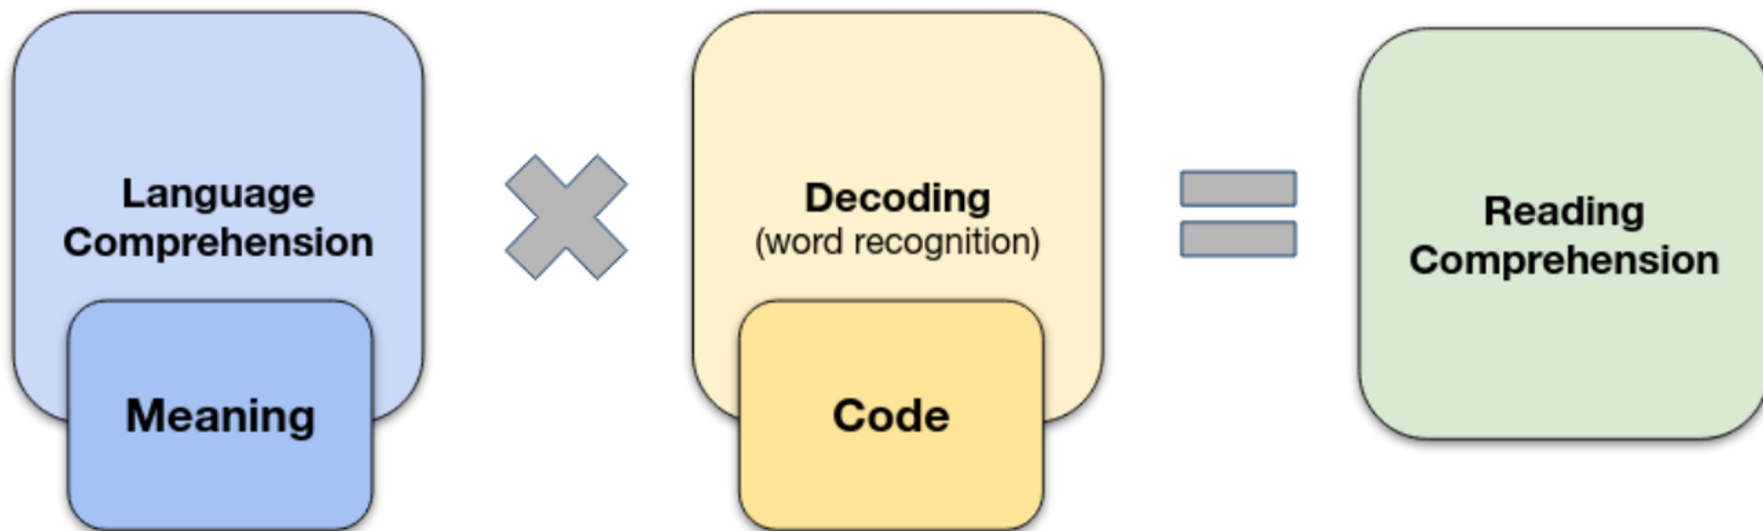 Language
Comprehension
Meaning
Decoding
(word recognition)
Code
Reading
Comprehension